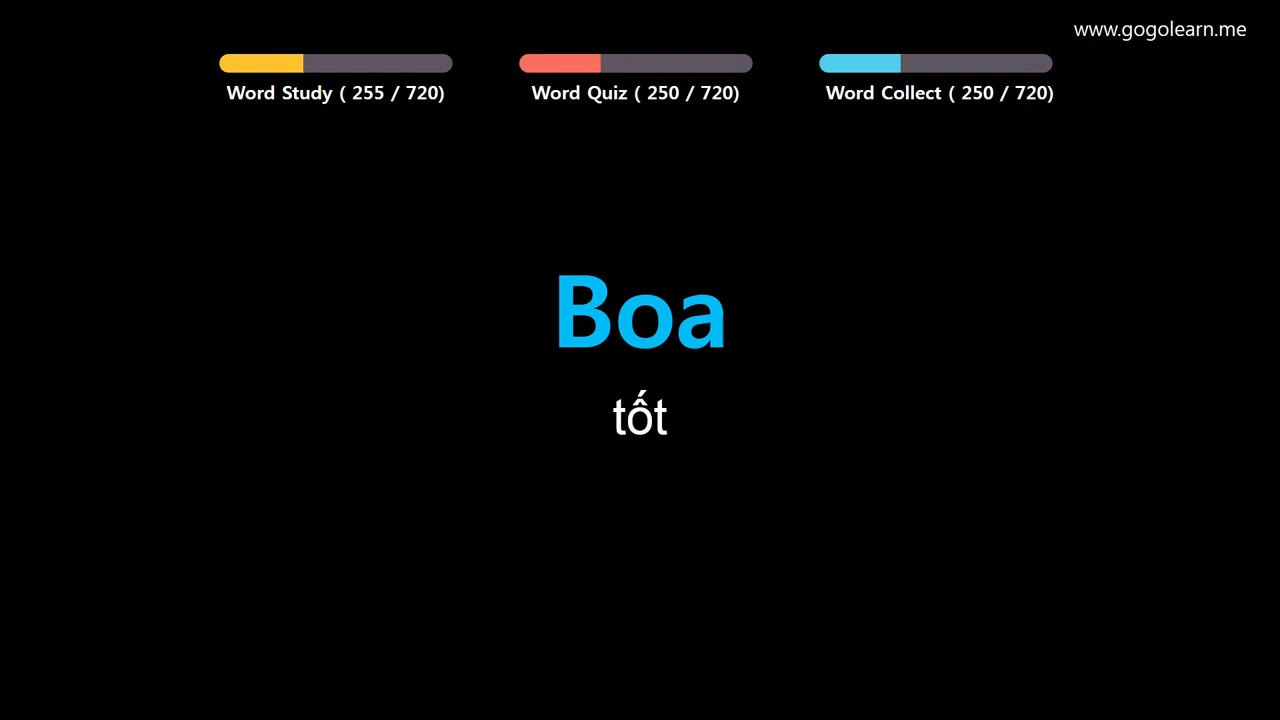 www.gogolearn.me
Word Study ( 255 / 720)
Word Quiz ( 250 / 720)
Word Collect ( 250 / 720)
Boa
tốt